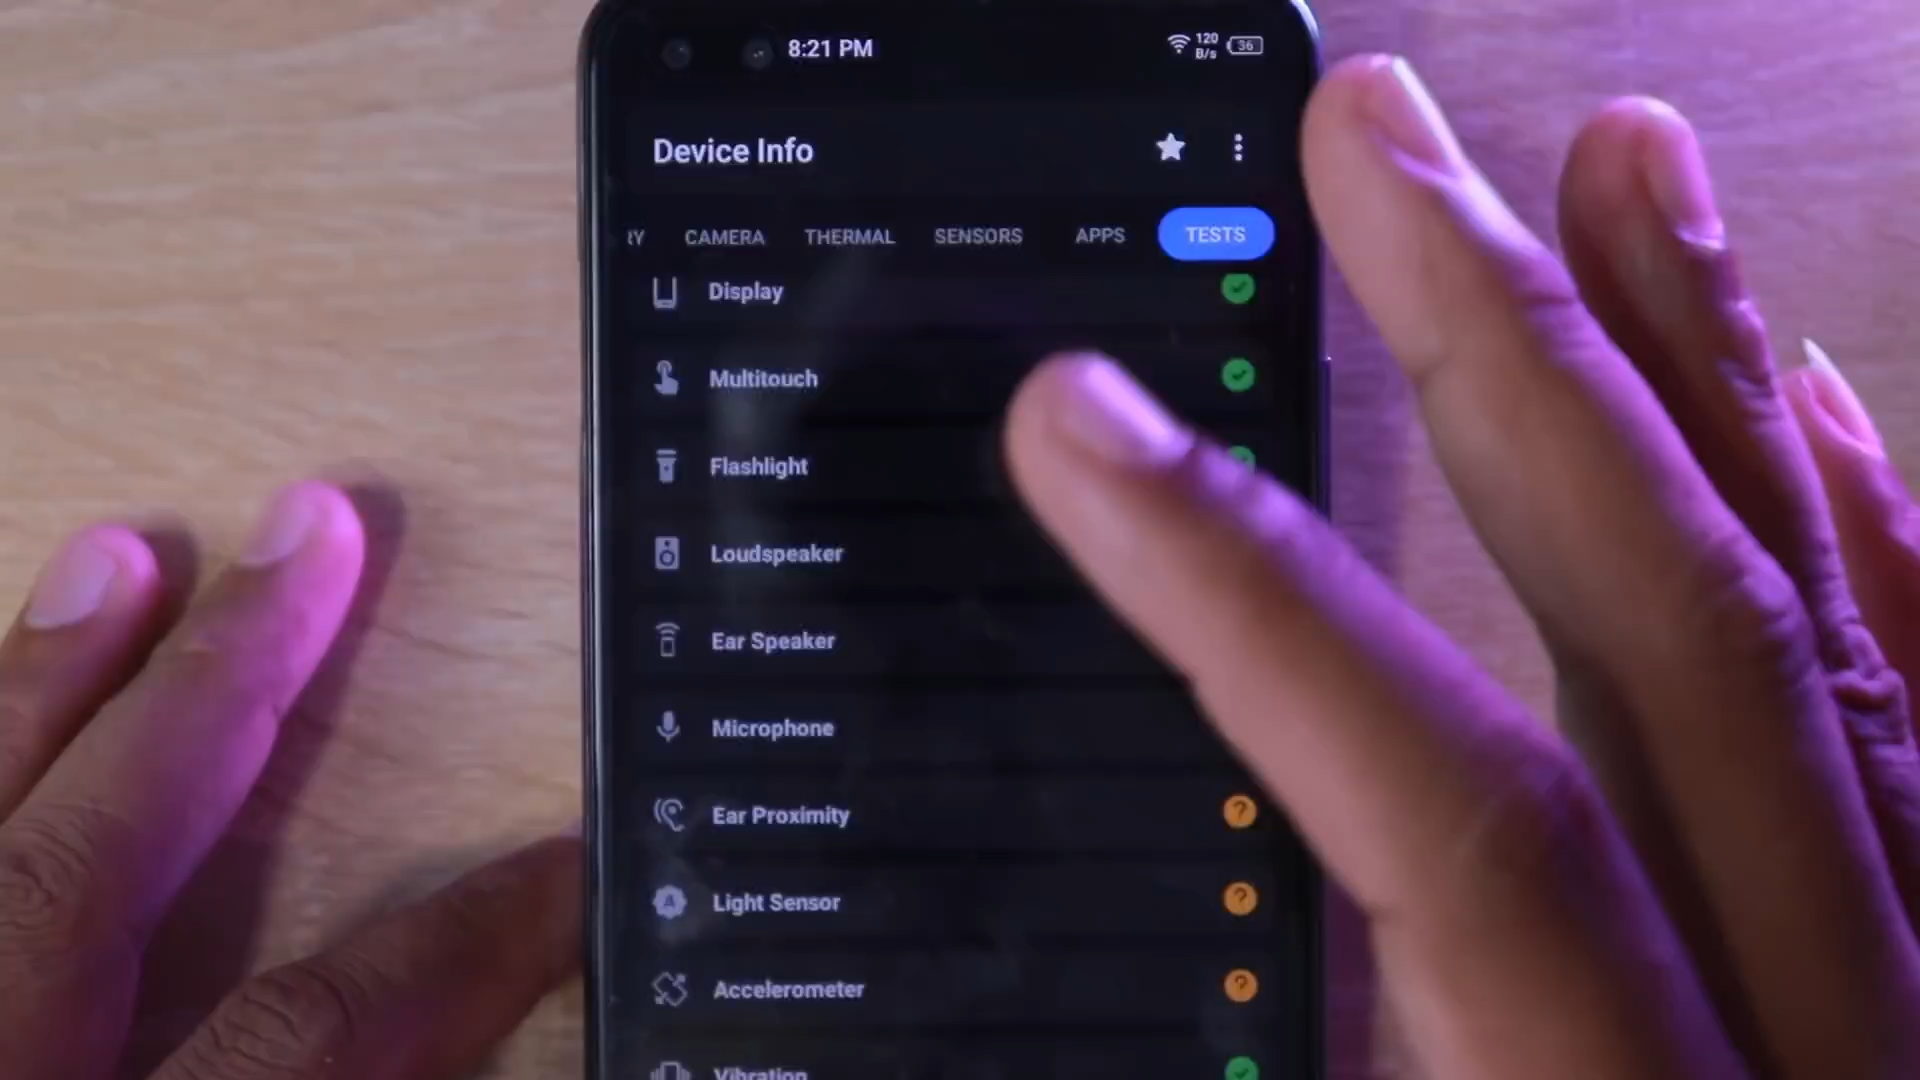 8:21 PM
120
B/s
36
Device Info
RY CAMERA THERMAL SENSORS APPS TESTS
Display
Multitouch
Flashlight
Loudspeaker
Ear Speaker
Microphone
Ear Proximity
?
Light Sensor
?
Accelerometer
?
Vibration